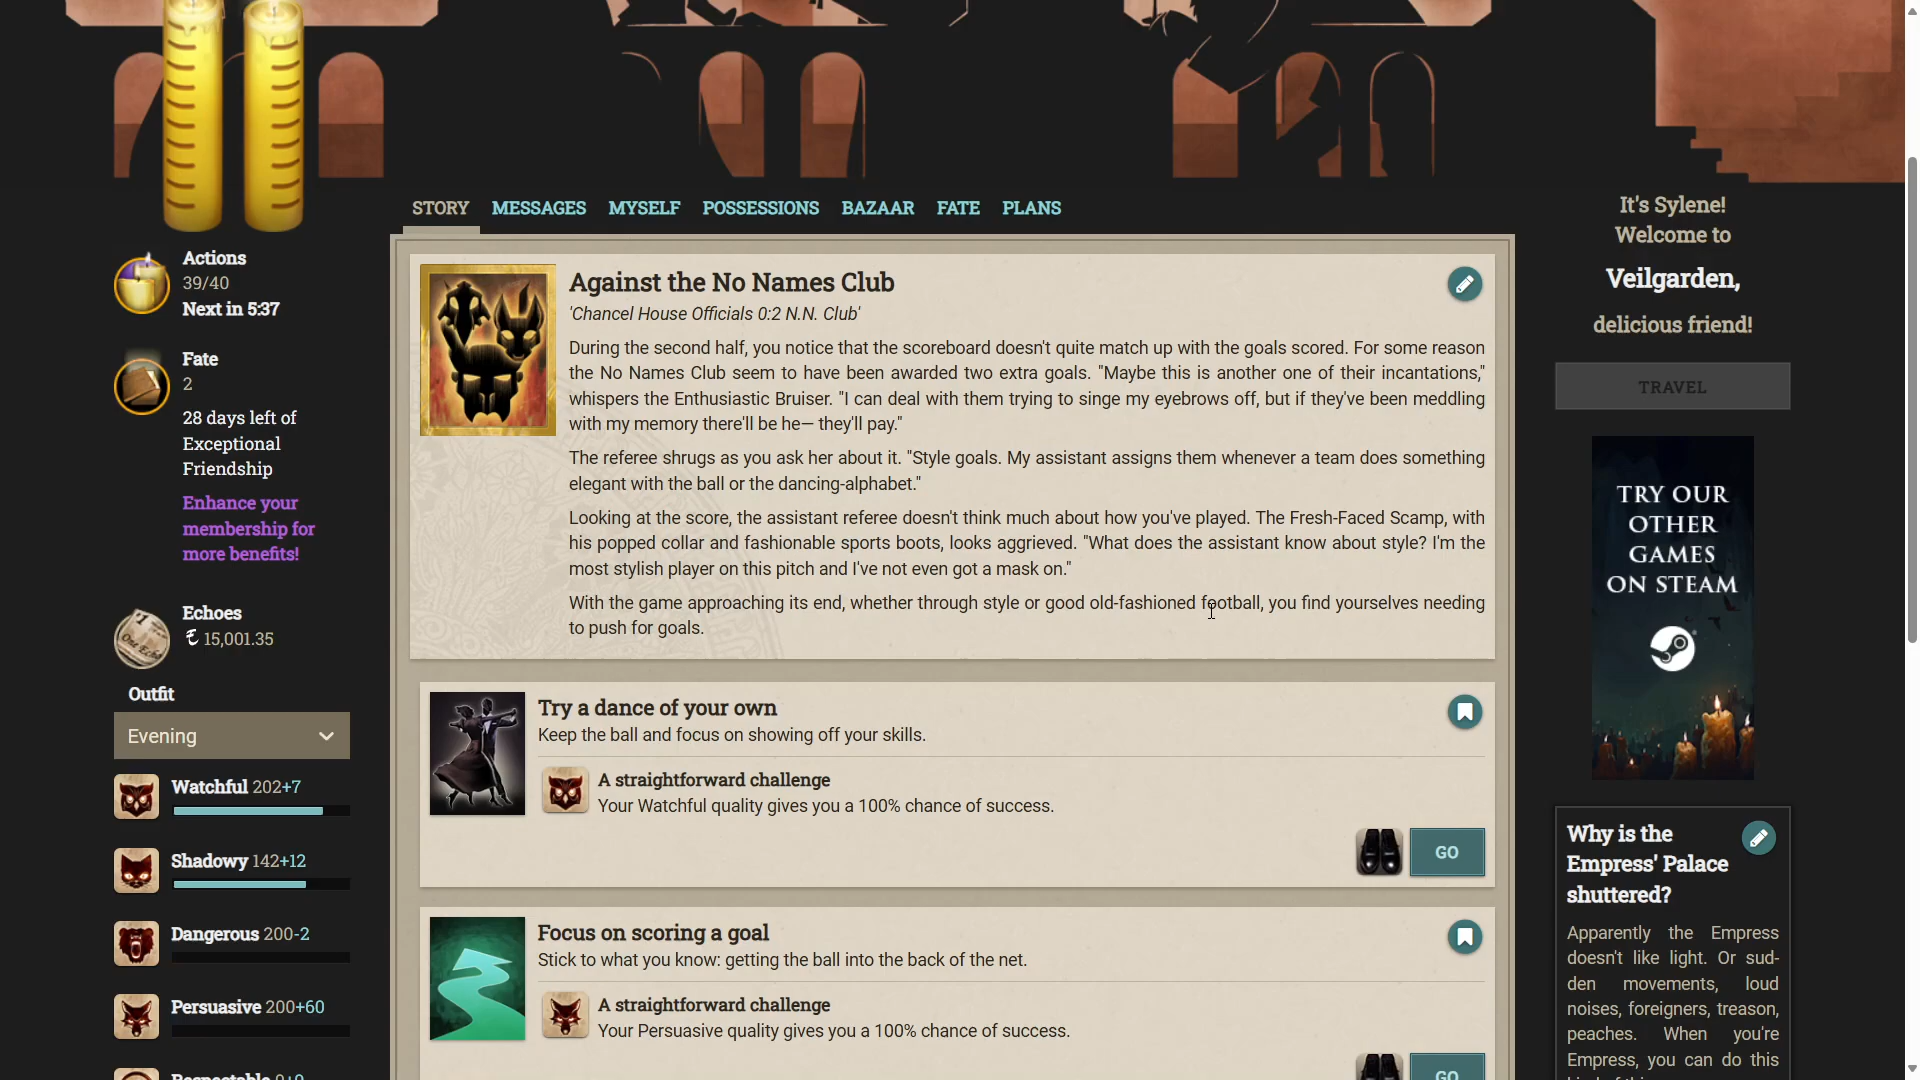 STORY
MESSAGES
MYSELF
POSSESSIONS
BAZAAR
FATE
PLANS
Actions
39/40
Next in 5:37
Fate
2
28 days left of
Exceptional
Friendship
Enhance your
membership for
more benefits!
Echoes
15,001.35
Outfit
Evening
Watchful 202+7
Shadowy 142+12
Dangerous 200-2
Persuasive 200+60
Against the No Names Club
'Chancel House Officials 0:2 N.N. Club'
During the second half, you notice that the scoreboard doesn't quite match up with the goals scored. For some reason
the No Names Club seem to have been awarded two extra goals. "Maybe this is another one of their incantations,"
whispers the Enthusiastic Bruiser. "I can deal with them trying to singe my eyebrows off, but if they've been meddling
with my memory there'll be he— they'll pay."
The referee shrugs as you ask her about it. "Style goals. My assistant assigns them whenever a team does something
elegant with the ball or the dancing-alphabet."
Looking at the score, the assistant referee doesn't think much about how you've played. The Fresh-Faced Scamp, with
his popped collar and fashionable sports boots, looks aggrieved. "What does the assistant know about style? I'm the
most stylish player on this pitch and I've not even got a mask on."
With the game approaching its end, whether through style or good old-fashioned football, you find yourselves needing
to push for goals.
Try a dance of your own
Keep the ball and focus on showing off your skills.
A straightforward challenge
Your Watchful quality gives you a 100% chance of success.
GO
Focus on scoring a goal
Stick to what you know: getting the ball into the back of the net.
A straightforward challenge
Your Persuasive quality gives you a 100% chance of success.
GO
It's Sylene!
Welcome to
Veilgarden,
delicious friend!
TRAVEL
TRY OUR
OTHER
GAMES
ON STEAM
Why is the
Empress' Palace
shuttered?
Apparently the Empress
doesn't like light. Or sud-
den movements, loud
noises, foreigners, treason,
peaches. When you're
Empress, you can do this